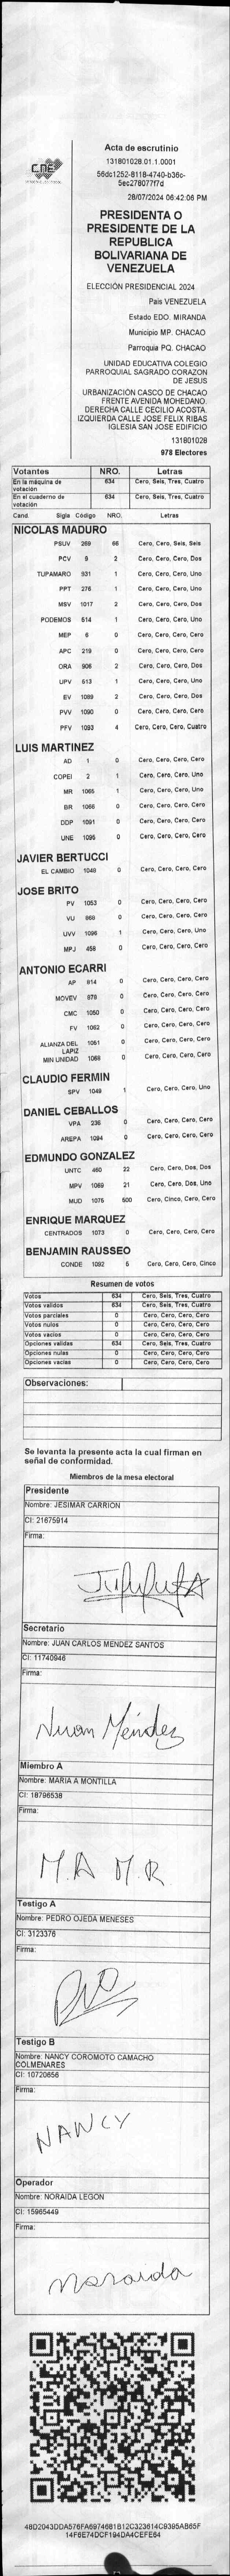 CNE
Acta de escrutinio
131801028.01.1.0001
56dc1252-8118-4740-b36c-
5ec278077f7d
28/07/2024 06:42:06 PM
PRESIDENTA O
PRESIDENTE DE LA
REPUBLICA
BOLIVARIANA DE
VENEZUELA
ELECCIÓN PRESIDENCIAL 2024
Pais VENEZUELA
Estado EDO. MIRANDA
Municipio MP. CHACAO
Parroquia PQ. CHACAO
UNIDAD EDUCATIVA COLEGIO
PARROQUIAL SAGRADO CORAZON
DE JESUS
URBANIZACIÓN CASCO DE CHACAO
FRENTE AVENIDA MOHEDANO.
DERECHA CALLE CECILIO ACOSTA.
IZQUIERDA CALLE JOSE FELIX RIBAS
IGLESIA SAN JOSE EDIFICIO
131801028
978 Electores
Votantes NRO. Letras
En la máquina de votación 634 Cero, Seis, Tres, Cuatro
En el cuaderno de votación 634 Cero, Seis, Tres, Cuatro
Cand. Sigla Código NRO. Letras
NICOLAS MADURO
PSUV 269 66 Cero, Cero, Seis, Seis
PCV 9 2 Cero, Cero, Cero, Dos
TUPAMARO 931 1 Cero, Cero, Cero, Uno
PPT 276 1 Cero, Cero, Cero, Uno
MSV 1017 2 Cero, Cero, Cero, Dos
PODEMOS 614 1 Cero, Cero, Cero, Uno
MEP 6 0 Cero, Cero, Cero, Cero
APC 219 0 Cero, Cero, Cero, Cero
ORA 906 2 Cero, Cero, Cero, Dos
UPV 613 1 Cero, Cero, Cero, Uno
EV 1089 2 Cero, Cero, Cero, Dos
PVV 1090 0 Cero, Cero, Cero, Cero
PFV 1093 4 Cero, Cero, Cero, Cuatro
LUIS MARTINEZ
AD 1 0 Cero, Cero, Cero, Cero
COPEI 2 1 Cero, Cero, Cero, Uno
MR 1065 1 Cero, Cero, Cero, Uno
BR 1066 0 Cero, Cero, Cero, Cero
DDP 1091 0 Cero, Cero, Cero, Cero
UNE 1095 0 Cero, Cero, Cero, Cero
JAVIER BERTUCCI
EL CAMBIO 1048 0 Cero, Cero, Cero, Cero
JOSE BRITO
PV 1053 0 Cero, Cero, Cero, Cero
VU 968 0 Cero, Cero, Cero, Cero
UVV 1096 1 Cero, Cero, Cero, Uno
MPJ 458 0 Cero, Cero, Cero, Cero
ANTONIO ECARRI
AP 814 0 Cero, Cero, Cero, Cero
MOVEV 879 0 Cero, Cero, Cero, Cero
CMC 1050 0 Cero, Cero, Cero, Cero
FV 1062 0 Cero, Cero, Cero, Cero
ALIANZA DEL LAPIZ 1051 0 Cero, Cero, Cero, Cero
MIN UNIDAD 1088 0 Cero, Cero, Cero, Cero
CLAUDIO FERMIN
SPV 1049 1 Cero, Cero, Cero, Uno
DANIEL CEBALLOS
VPA 236 0 Cero, Cero, Cero, Cero
AREPA 1094 0 Cero, Cero, Cero, Cero
EDMUNDO GONZALEZ
UNTC 460 22 Cero, Cero, Dos, Dos
MPV 1069 21 Cero, Cero, Dos, Uno
MUD 1075 500 Cero, Cinco, Cero, Cero
ENRIQUE MARQUEZ
CENTRADOS 1073 0 Cero, Cero, Cero, Cero
BENJAMIN RAUSSEO
CONDE 1092 5 Cero, Cero, Cero, Cinco
Resumen de votos
Votos 634 Cero, Seis, Tres, Cuatro
Votos validos 634 Cero, Seis, Tres, Cuatro
Votos parciales 0 Cero, Cero, Cero, Cero
Votos nulos 0 Cero, Cero, Cero, Cero
Votos vacios 0 Cero, Cero, Cero, Cero
Opciones validas 634 Cero, Seis, Tres, Cuatro
Opciones nulas 0 Cero, Cero, Cero, Cero
Opciones vacias 0 Cero, Cero, Cero, Cero
Observaciones:
Se levanta la presente acta la cual firman en
señal de conformidad.
Miembros de la mesa electoral
Presidente
Nombre: JESIMAR CARRION
CI: 21675914
Firma:
Secretario
Nombre: JUAN CARLOS MENDEZ SANTOS
CI: 11740946
Firma:
Juan Méndez
Miembro A
Nombre: MARIA A MONTILLA
CI: 18796538
Firma:
M.A M.R
Testigo A
Nombre: PEDRO OJEDA MENESES
CI: 3123376
Firma:
Testigo B
Nombre: NANCY COROMOTO CAMACHO
COLMENARES
CI: 10720656
Firma:
NANCY
Operador
Nombre: NORAIDA LEGON
CI: 15965449
Firma:
Noraida
48D2043DDA576FA69746B1B12C323614C9395AB65F
14F6E74DCF194DA4CEFE64